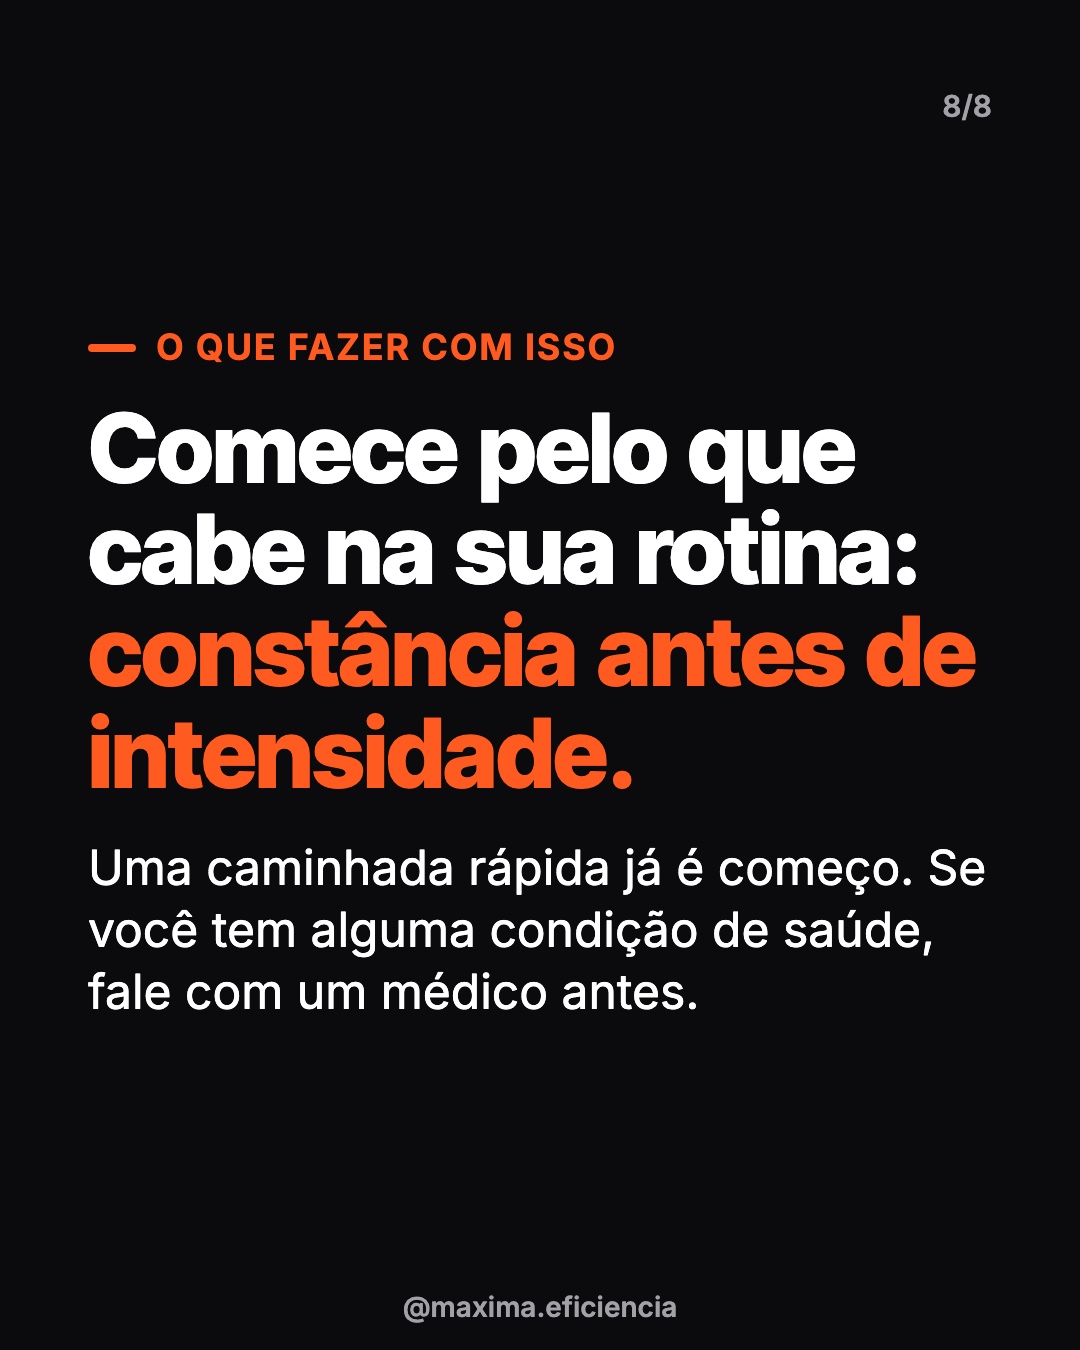 8/8
O QUE FAZER COM ISSO
Comece pelo que
cabe na sua rotina:
constância antes de
intensidade.
Uma caminhada rápida já é começo. Se
você tem alguma condição de saúde,
fale com um médico antes.
@maxima.eficiencia